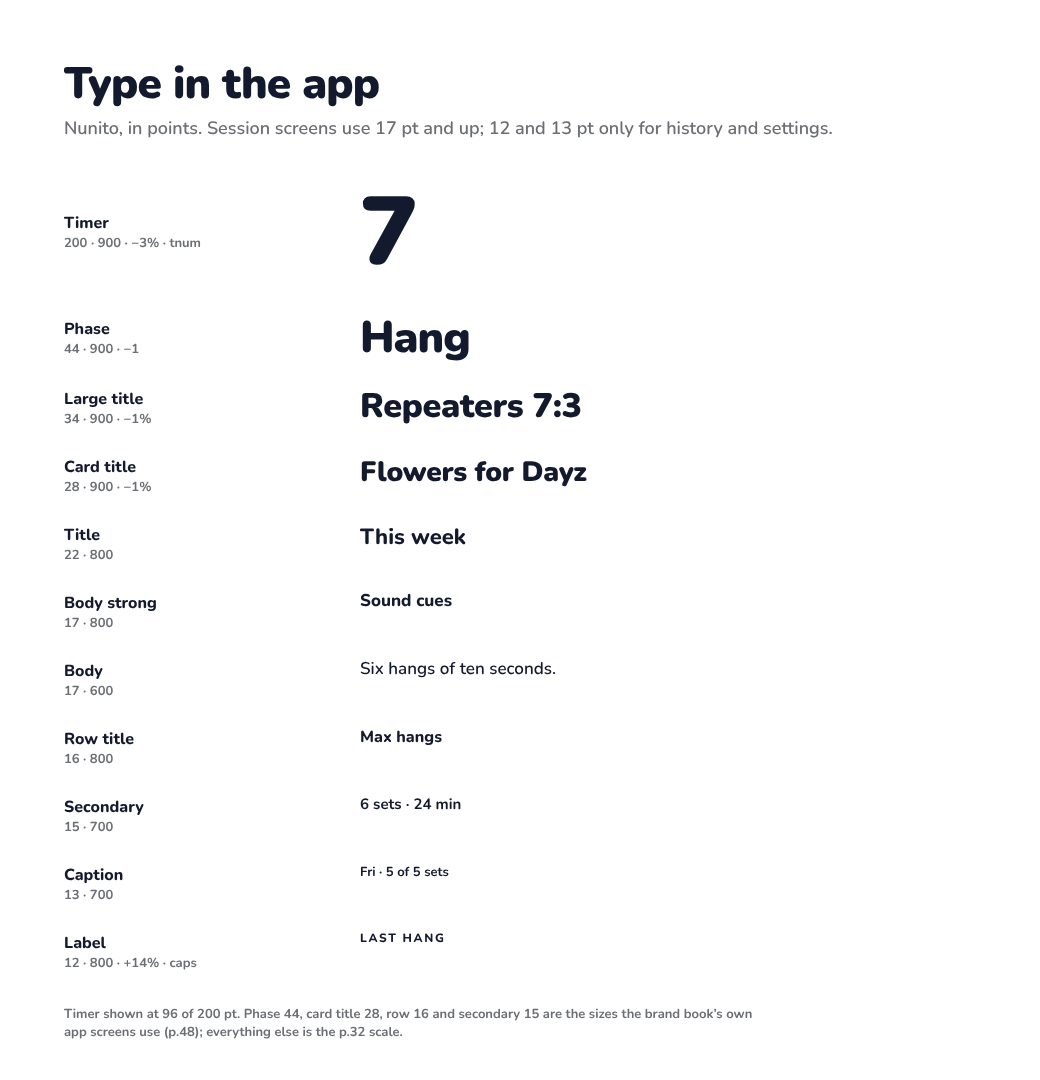 Type in the app
Nunito, in points. Session screens use 17 pt and up; 12 and 13 pt only for history and settings.
Timer
200 · 900 · −3% · tnum
7
Phase
44 · 900 · −1
Hang
Large title
34 · 900 · −1%
Repeaters 7:3
Card title
28 · 900 · −1%
Flowers for Dayz
Title
22 · 800
This week
Body strong
17 · 800
Sound cues
Body
17 · 600
Six hangs of ten seconds.
Row title
16 · 800
Max hangs
Secondary
15 · 700
6 sets · 24 min
Caption
13 · 700
Fri · 5 of 5 sets
Label
12 · 800 · +14% · caps
LAST HANG
Timer shown at 96 of 200 pt. Phase 44, card title 28, row 16 and secondary 15 are the sizes the brand book’s own
app screens use (p.48); everything else is the p.32 scale.